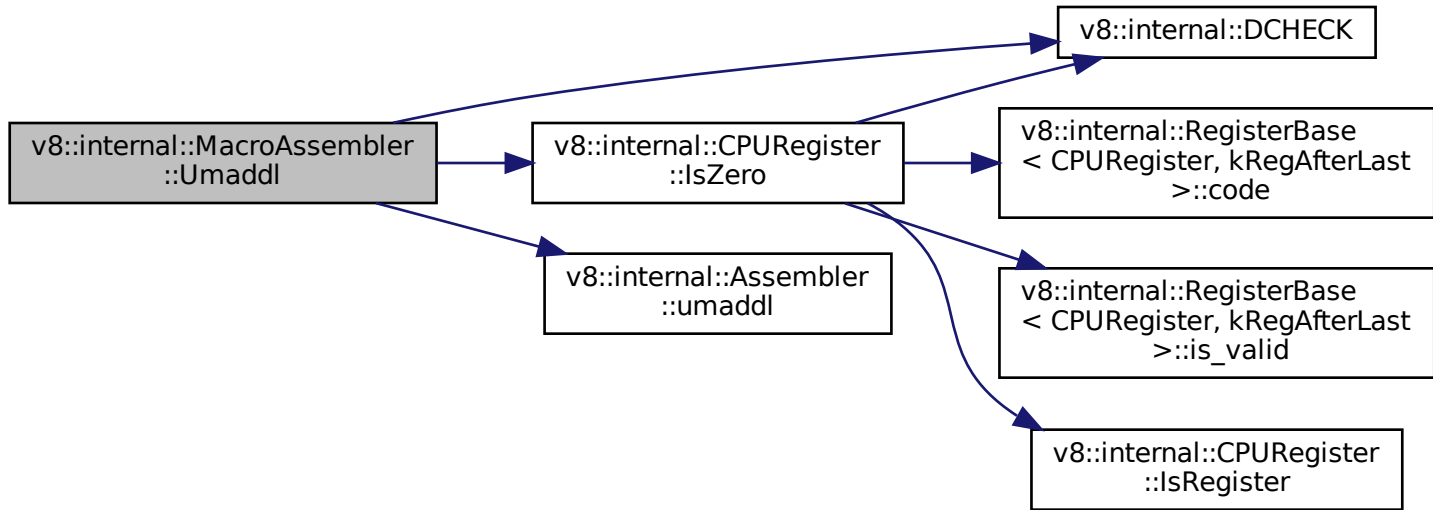 v8::internal::MacroAssembler
::Umaddl
v8::internal::CPURegister
::IsZero
v8::internal::Assembler
::umaddl
v8::internal::DCHECK
v8::internal::RegisterBase
< CPURegister, kRegAfterLast
>::code
v8::internal::RegisterBase
< CPURegister, kRegAfterLast
>::is_valid
v8::internal::CPURegister
::IsRegister